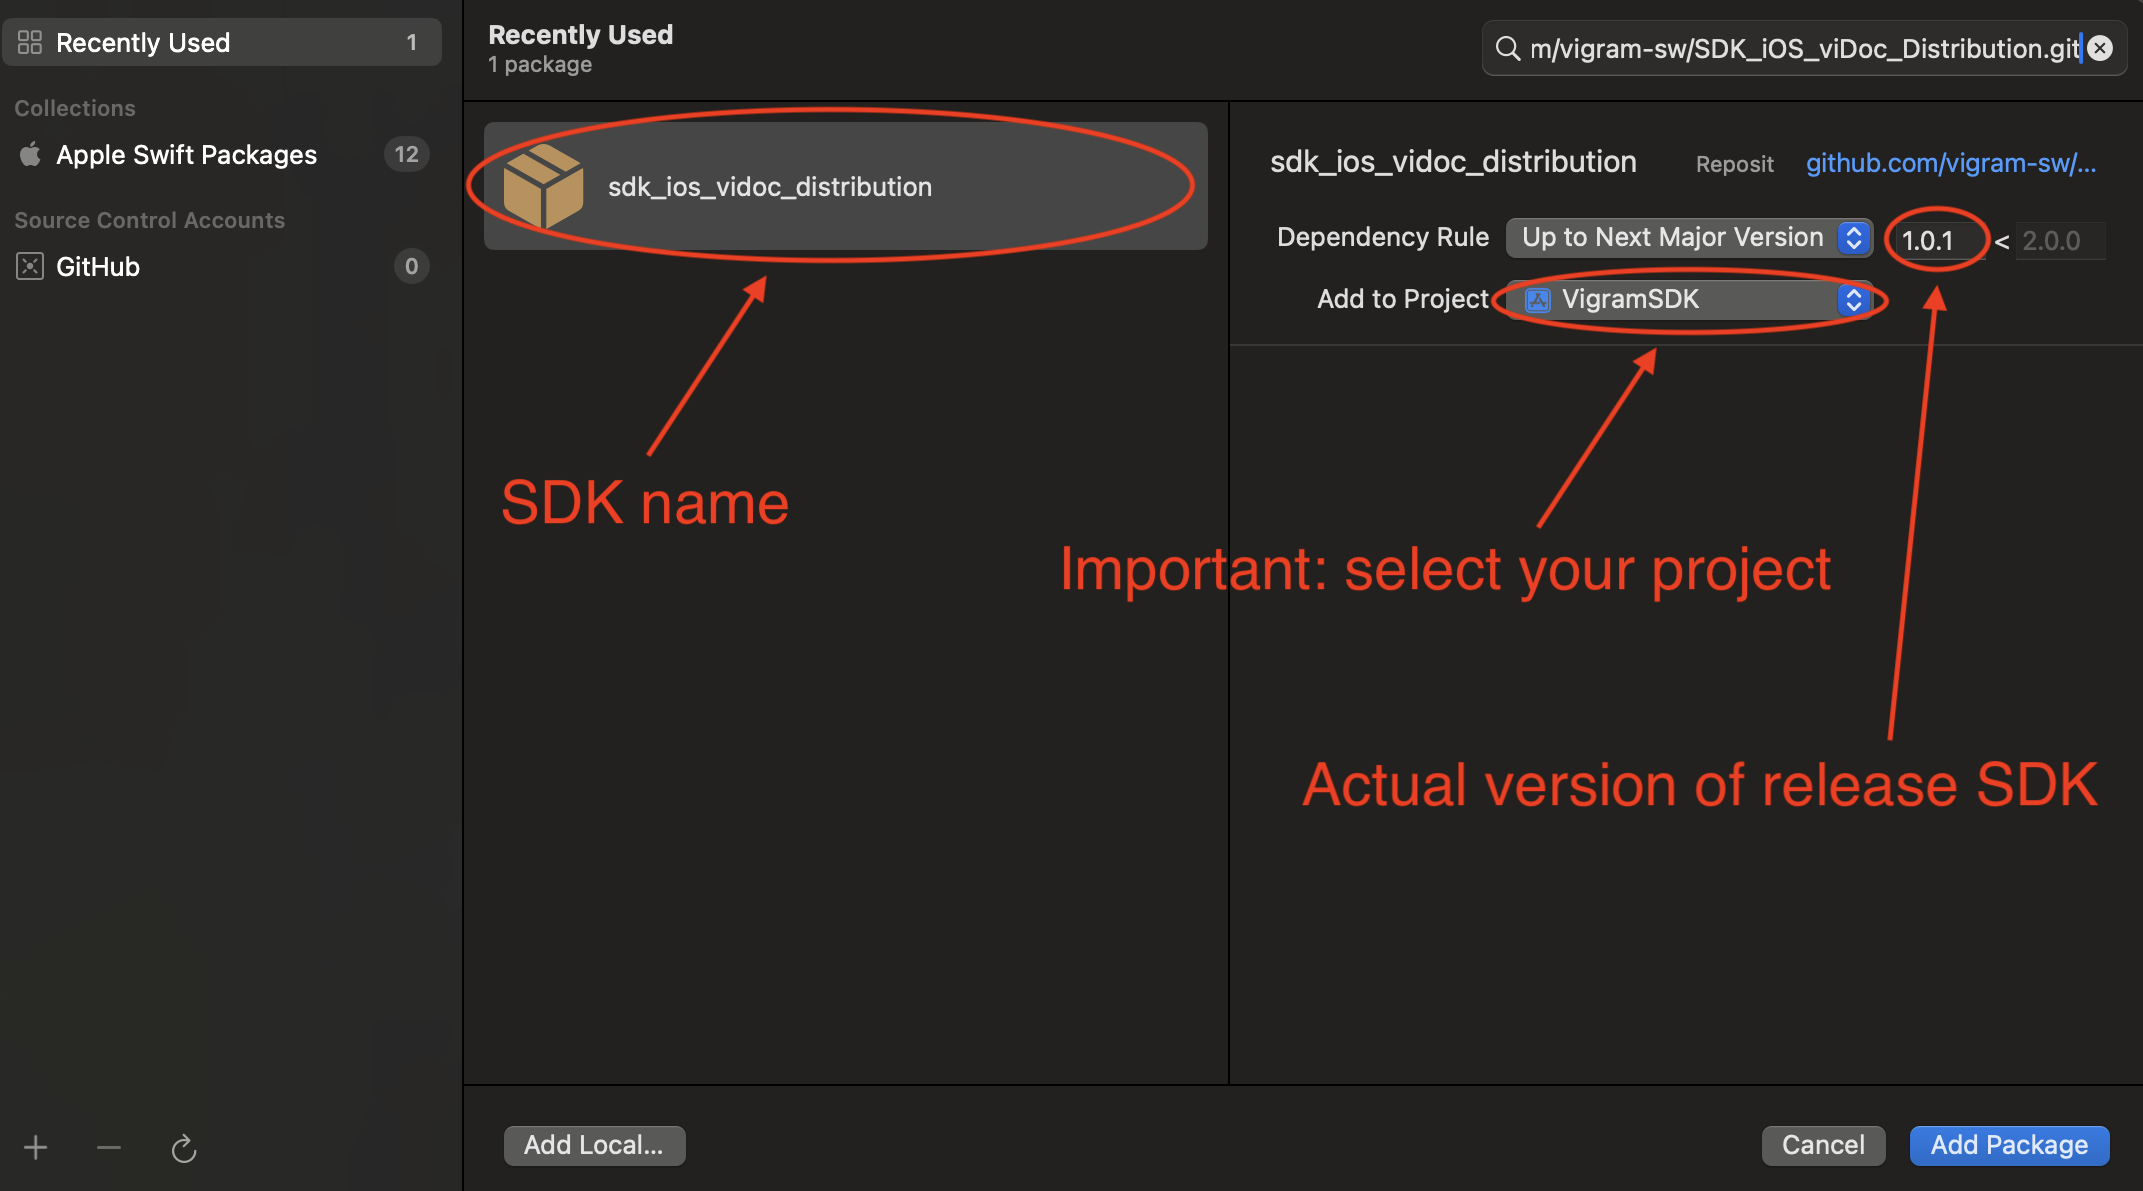 Recently Used 1
Collections
Apple Swift Packages 12
Source Control Accounts
GitHub 0
Recently Used
1 package
m/vigram-sw/SDK_iOS_viDoc_Distribution.git
sdk_ios_vidoc_distribution
sdk_ios_vidoc_distribution Reposit github.com/vigram-sw/...
Dependency Rule Up to Next Major Version 1.0.1 < 2.0.0
Add to Project VigramSDK
SDK name
Important: select your project
Actual version of release SDK
Add Local...
Cancel
Add Package